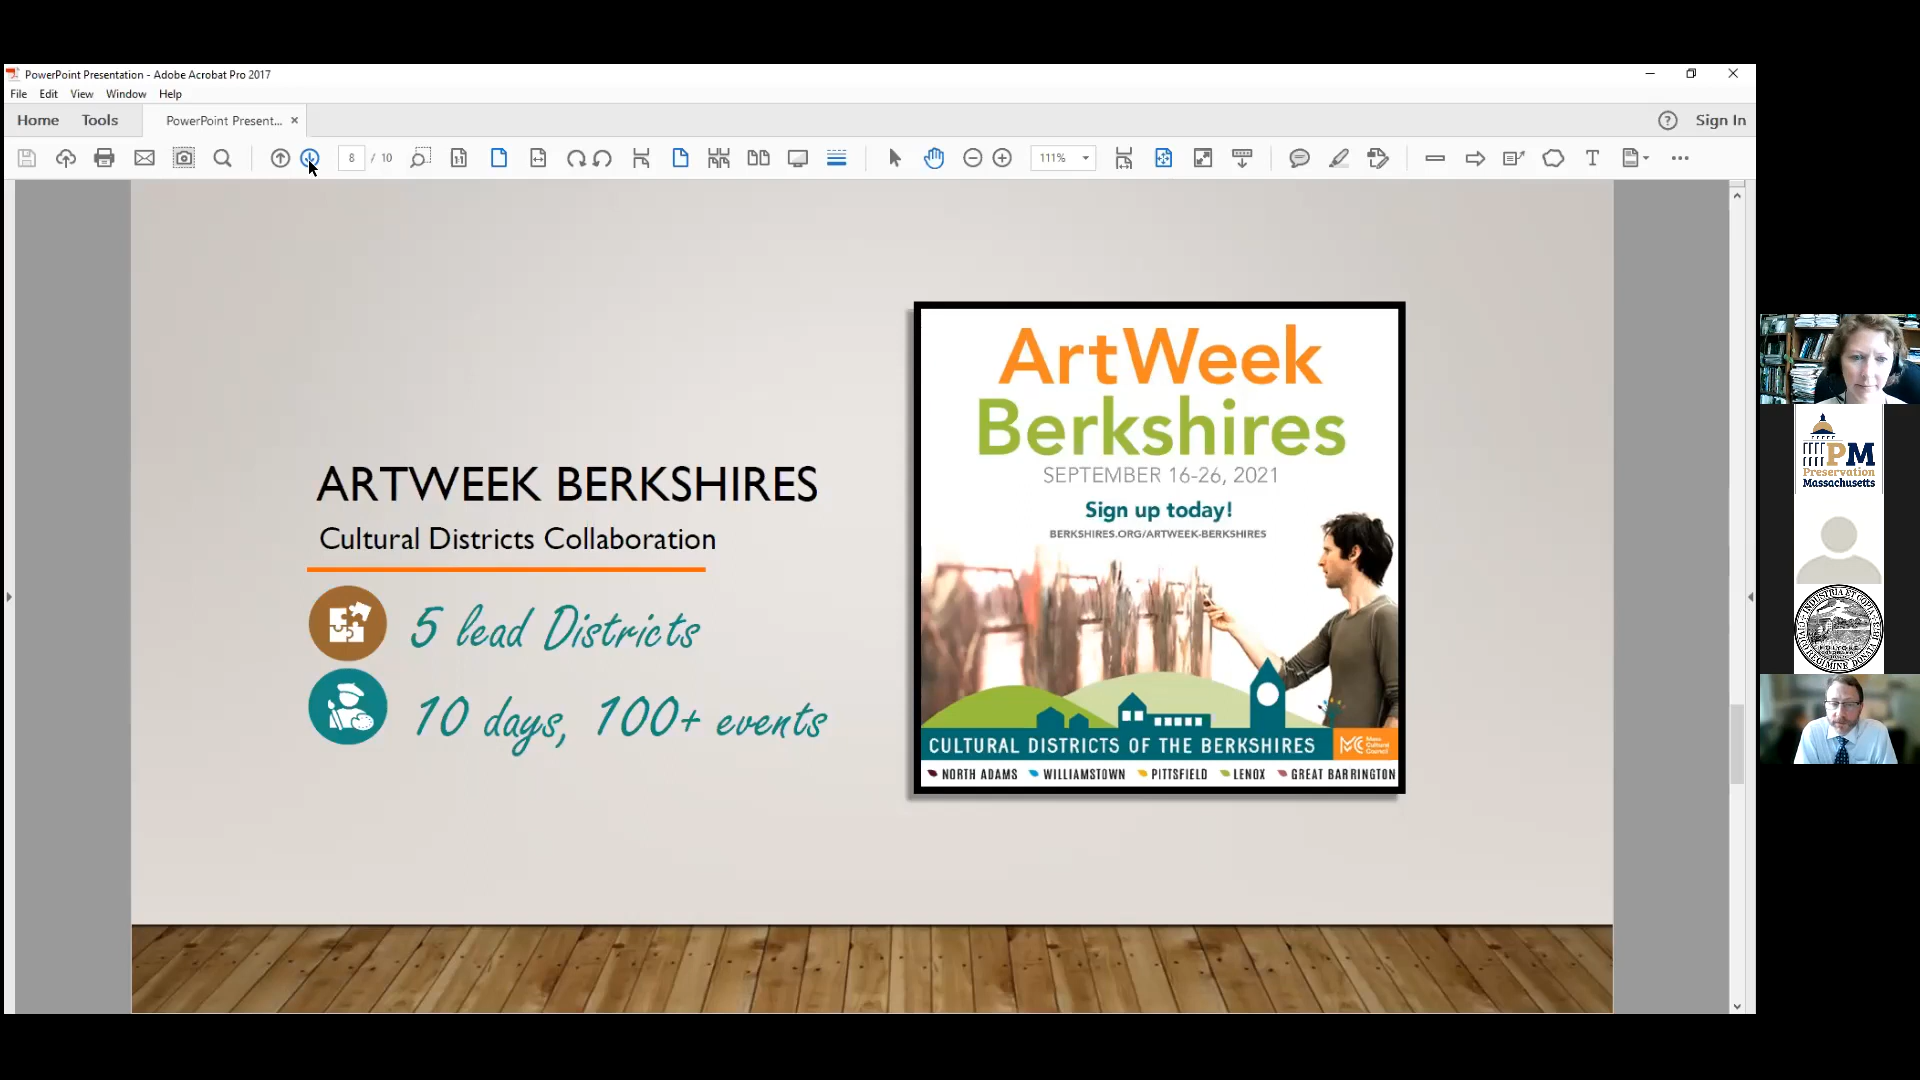 PowerPoint Presentation - Adobe Acrobat Pro 2017
File Edit View Window Help
Home Tools PowerPoint Present... × Sign In
8 / 10 111%
ARTWEEK BERKSHIRES
Cultural Districts Collaboration
5 lead Districts
10 days, 100+ events
ArtWeek
Berkshires
SEPTEMBER 16-26, 2021
Sign up today!
BERKSHIRES.ORG/ARTWEEK-BERKSHIRES
CULTURAL DISTRICTS OF THE BERKSHIRES
Mass Cultural Council
NORTH ADAMS WILLIAMSTOWN PITTSFIELD LENOX GREAT BARRINGTON
PM
Preservation
Massachusetts